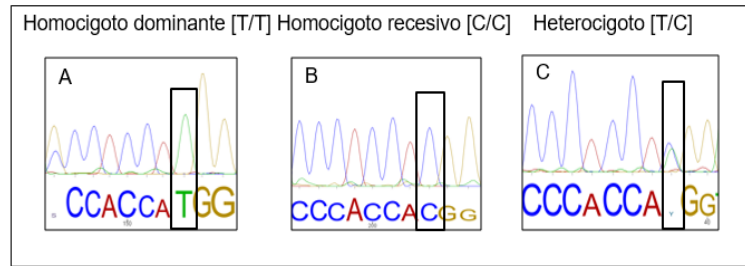 Homocigoto dominante [T/T]
Homocigoto recesivo [C/C]
Heterocigoto [T/C]
A
B
C
CCACCATGG
CCCACCACGG
CCCACCA Y GG